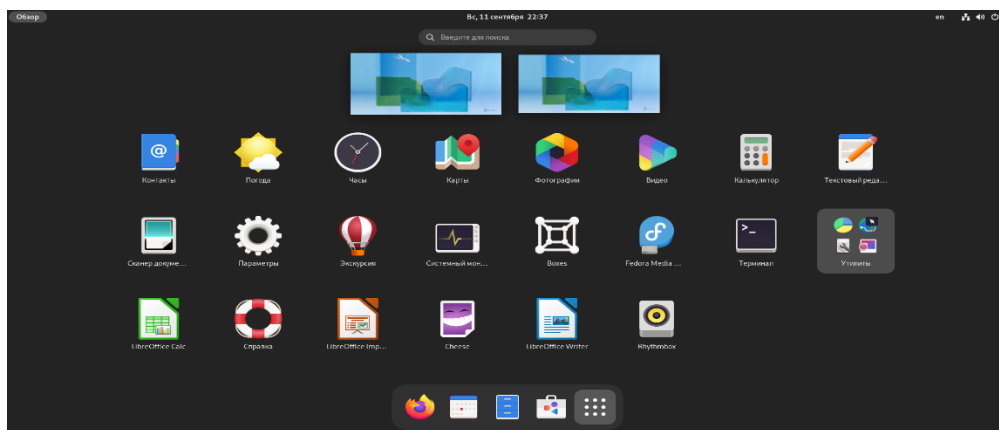 Обзор
Вс, 11 сентября 22:37
en
Введите для поиска
Контакты
Погода
Часы
Карты
Фотографии
Видео
Калькулятор
Текстовый реда...
Сканер докуме...
Параметры
Экскурсия
Системный мон...
Boxes
Fedora Media ...
Терминал
Утилиты
LibreOffice Calc
Справка
LibreOffice Imp...
Cheese
LibreOffice Writer
Rhythmbox